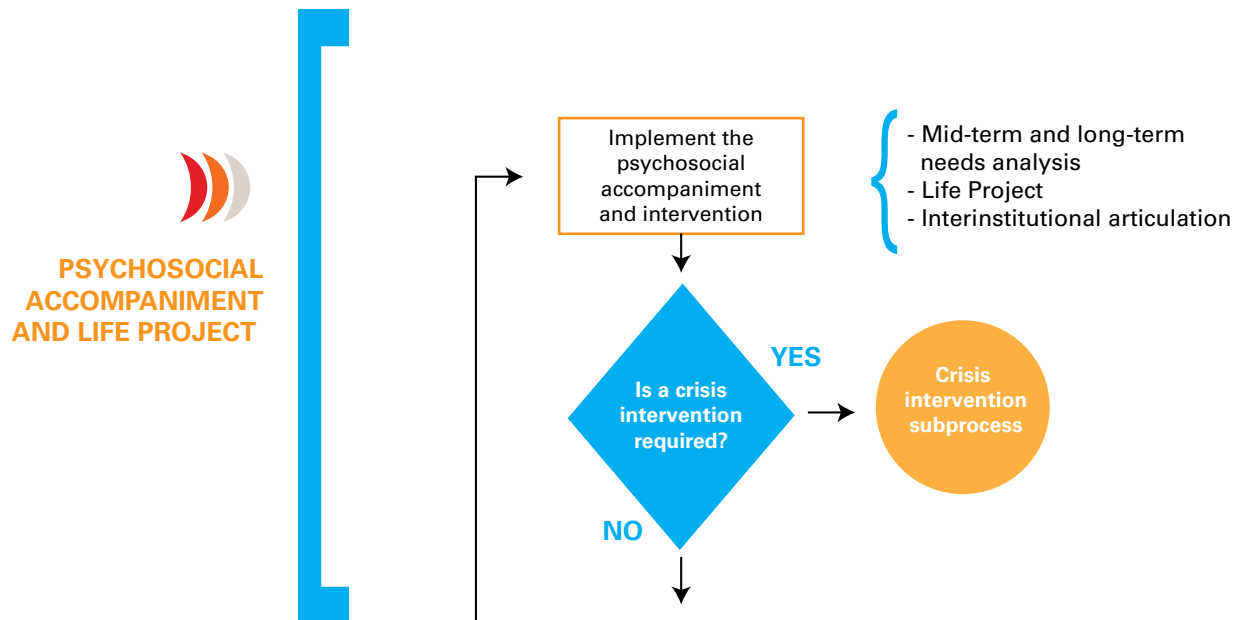 PSYCHOSOCIAL
ACCOMPANIMENT
AND LIFE PROJECT
Implement the
psychosocial
accompaniment
and intervention
- Mid-term and long-term
needs analysis
- Life Project
- Interinstitutional articulation
Is a crisis
intervention
required?
YES
Crisis
intervention
subprocess
NO